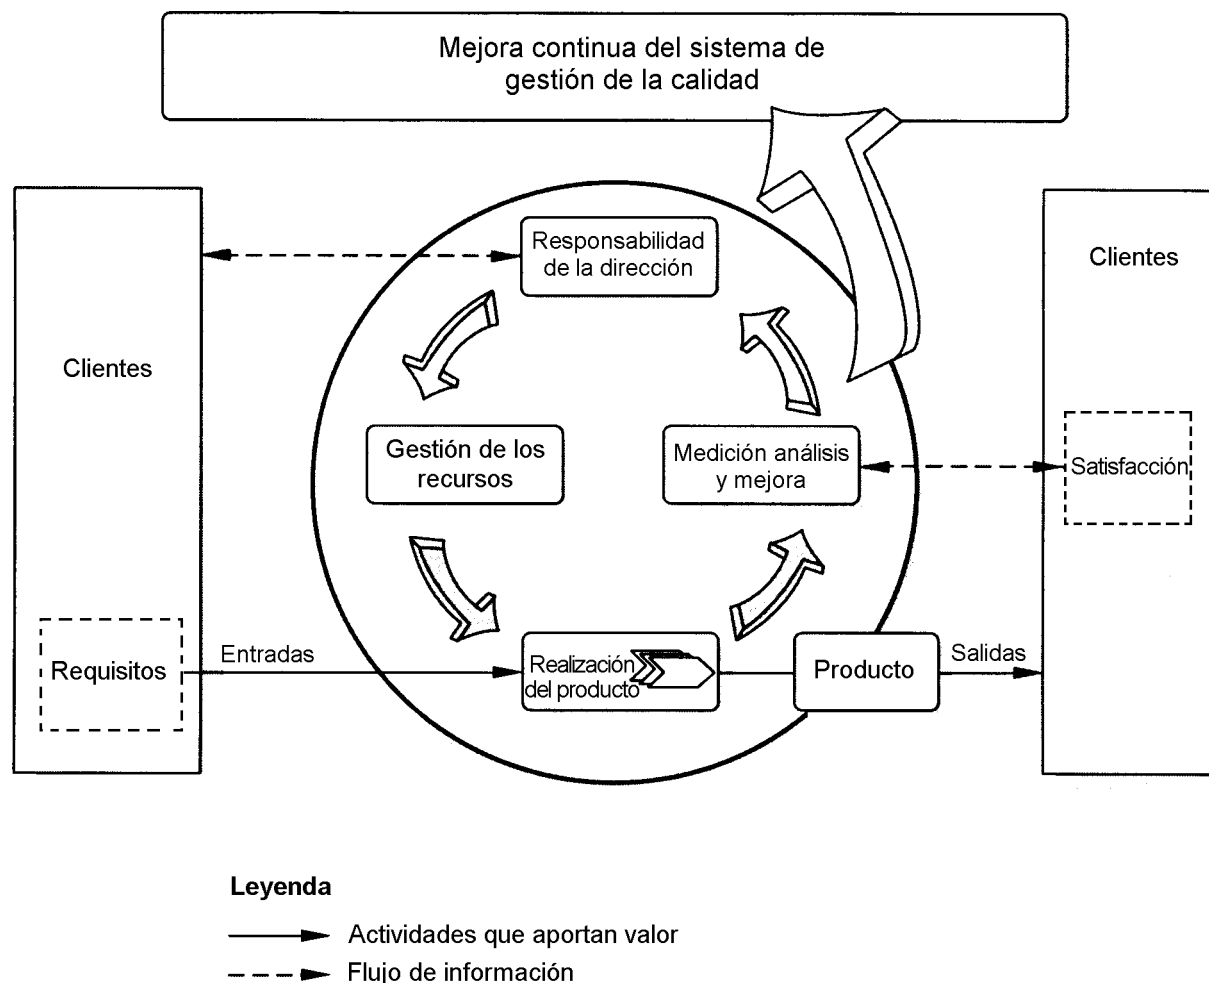 Mejora continua del sistema de
gestión de la calidad
Responsabilidad
de la dirección
Clientes
Clientes
Gestión de los
recursos
Medición análisis
y mejora
Satisfacción
Requisitos
Entradas
Realización
del producto
Producto
Salidas
Leyenda
Actividades que aportan valor
Flujo de información